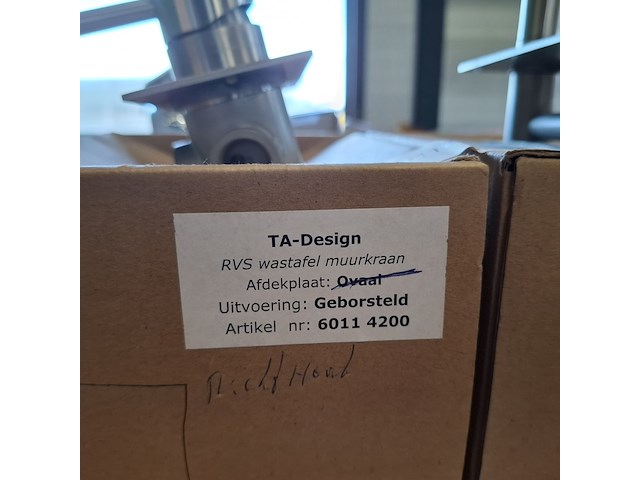 TA-Design
RVS wastafel muurkraan
Afdekplaat: Ovaal
Uitvoering: Geborsteld
Artikel nr: 6011 4200